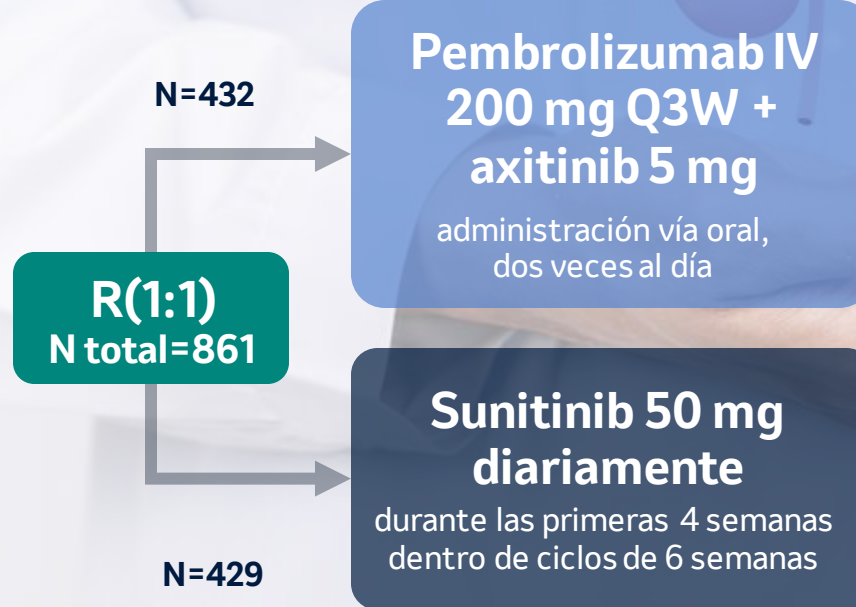 N=432
Pembrolizumab IV
200 mg Q3W +
axitinib 5 mg
administración vía oral,
dos veces al día
R(1:1)
N total=861
Sunitinib 50 mg
diariamente
durante las primeras 4 semanas
dentro de ciclos de 6 semanas
N=429